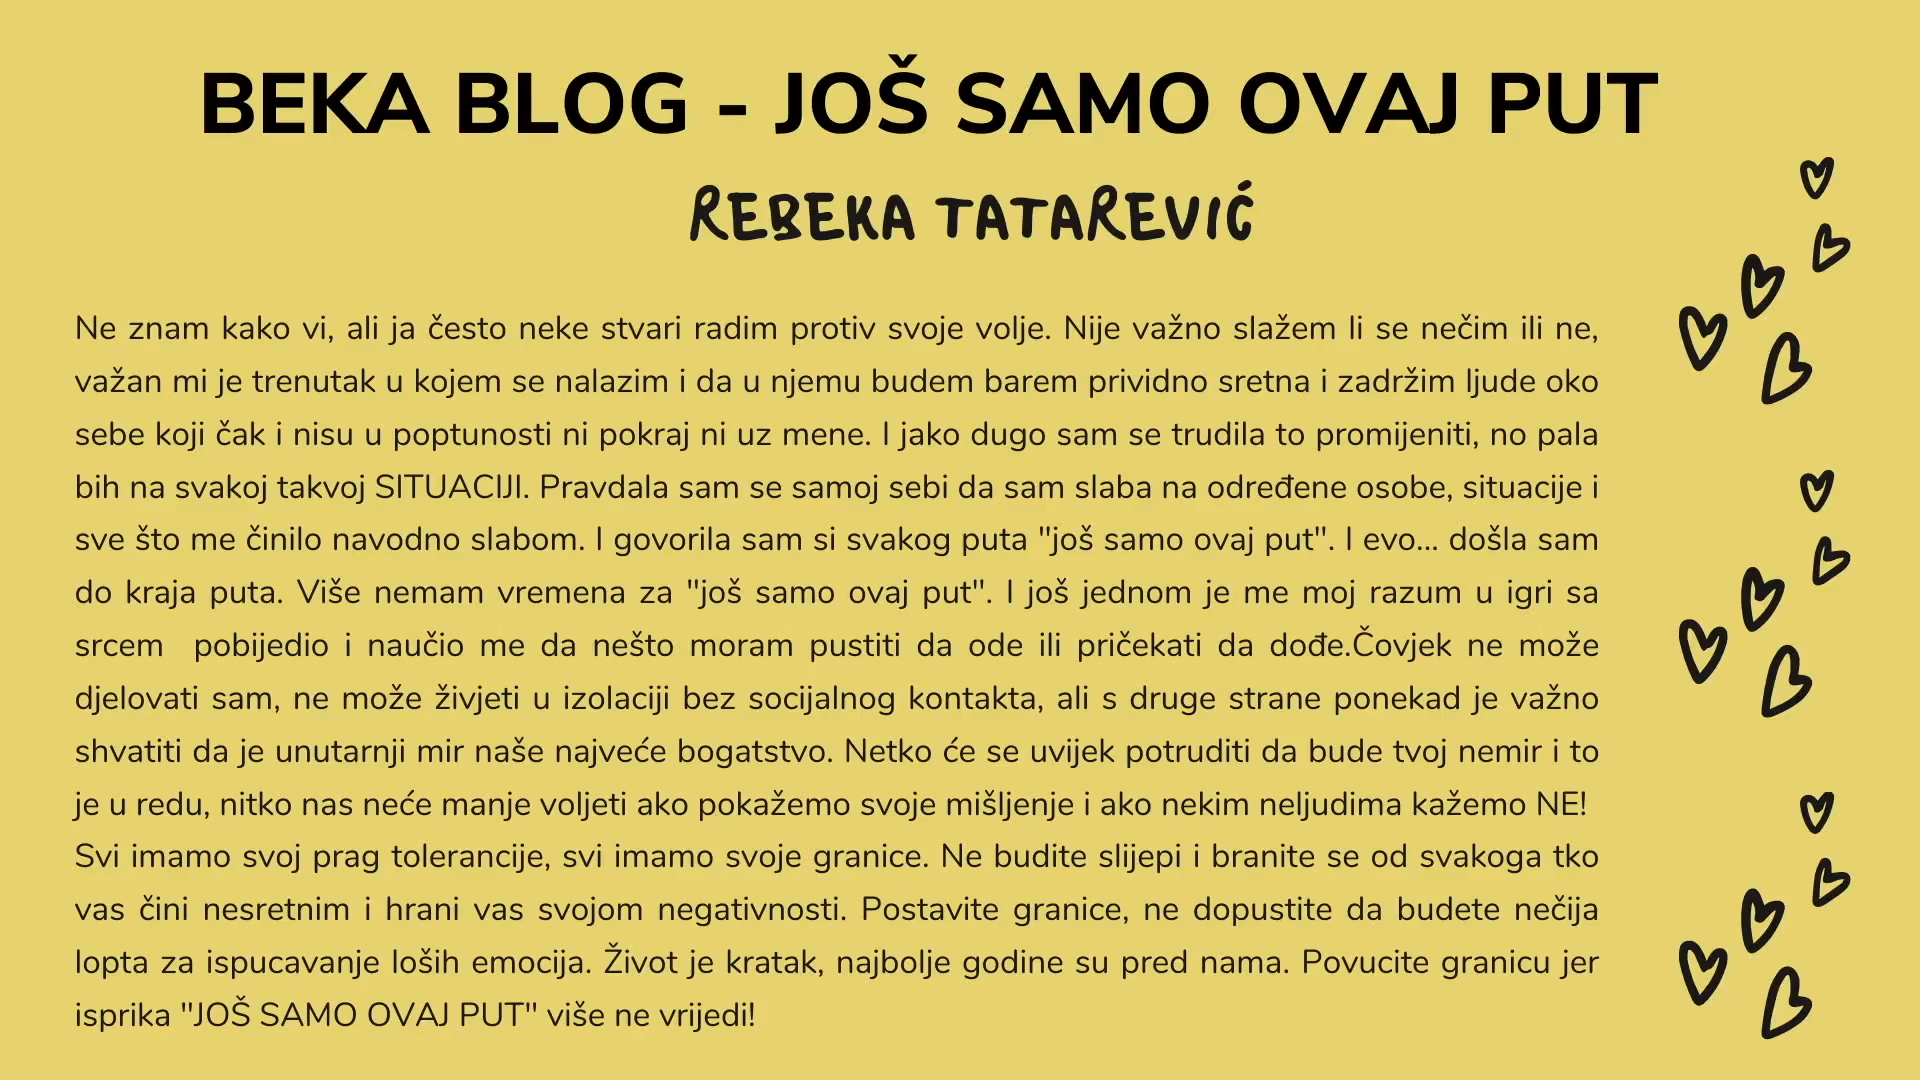 BEKA BLOG - JOŠ SAMO OVAJ PUT
REBEKA TATAREVIĆ
Ne znam kako vi, ali ja često neke stvari radim protiv svoje volje. Nije važno slažem li se nečim ili ne,
važan mi je trenutak u kojem se nalazim i da u njemu budem barem prividno sretna i zadržim ljude oko
sebe koji čak i nisu u poptunosti ni pokraj ni uz mene. I jako dugo sam se trudila to promijeniti, no pala
bih na svakoj takvoj SITUACIJI. Pravdala sam se samoj sebi da sam slaba na određene osobe, situacije i
sve što me činilo navodno slabom. I govorila sam si svakog puta "još samo ovaj put". I evo... došla sam
do kraja puta. Više nemam vremena za "još samo ovaj put". I još jednom je me moj razum u igri sa
srcem  pobijedio i naučio me da nešto moram pustiti da ode ili pričekati da dođe.Čovjek ne može
djelovati sam, ne može živjeti u izolaciji bez socijalnog kontakta, ali s druge strane ponekad je važno
shvatiti da je unutarnji mir naše najveće bogatstvo. Netko će se uvijek potruditi da bude tvoj nemir i to
je u redu, nitko nas neće manje voljeti ako pokažemo svoje mišljenje i ako nekim neljudima kažemo NE!
Svi imamo svoj prag tolerancije, svi imamo svoje granice. Ne budite slijepi i branite se od svakoga tko
vas čini nesretnim i hrani vas svojom negativnosti. Postavite granice, ne dopustite da budete nečija
lopta za ispucavanje loših emocija. Život je kratak, najbolje godine su pred nama. Povucite granicu jer
isprika "JOŠ SAMO OVAJ PUT" više ne vrijedi!